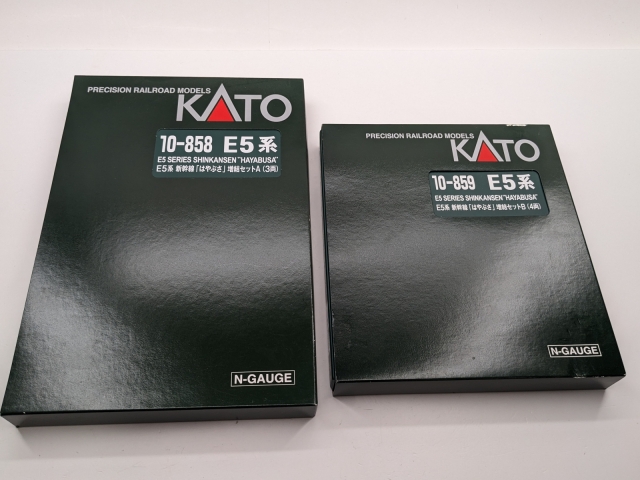 PRECISION RAILROAD MODELS
KATO
10-858 E5系
E5 SERIES SHINKANSEN "HAYABUSA"
E5系 新幹線「はやぶさ」増結セットA（3両）
N-GAUGE
PRECISION RAILROAD MODELS
KATO
10-859 E5系
E5 SERIES SHINKANSEN "HAYABUSA"
E5系 新幹線「はやぶさ」増結セットB（4両）
N-GAUGE